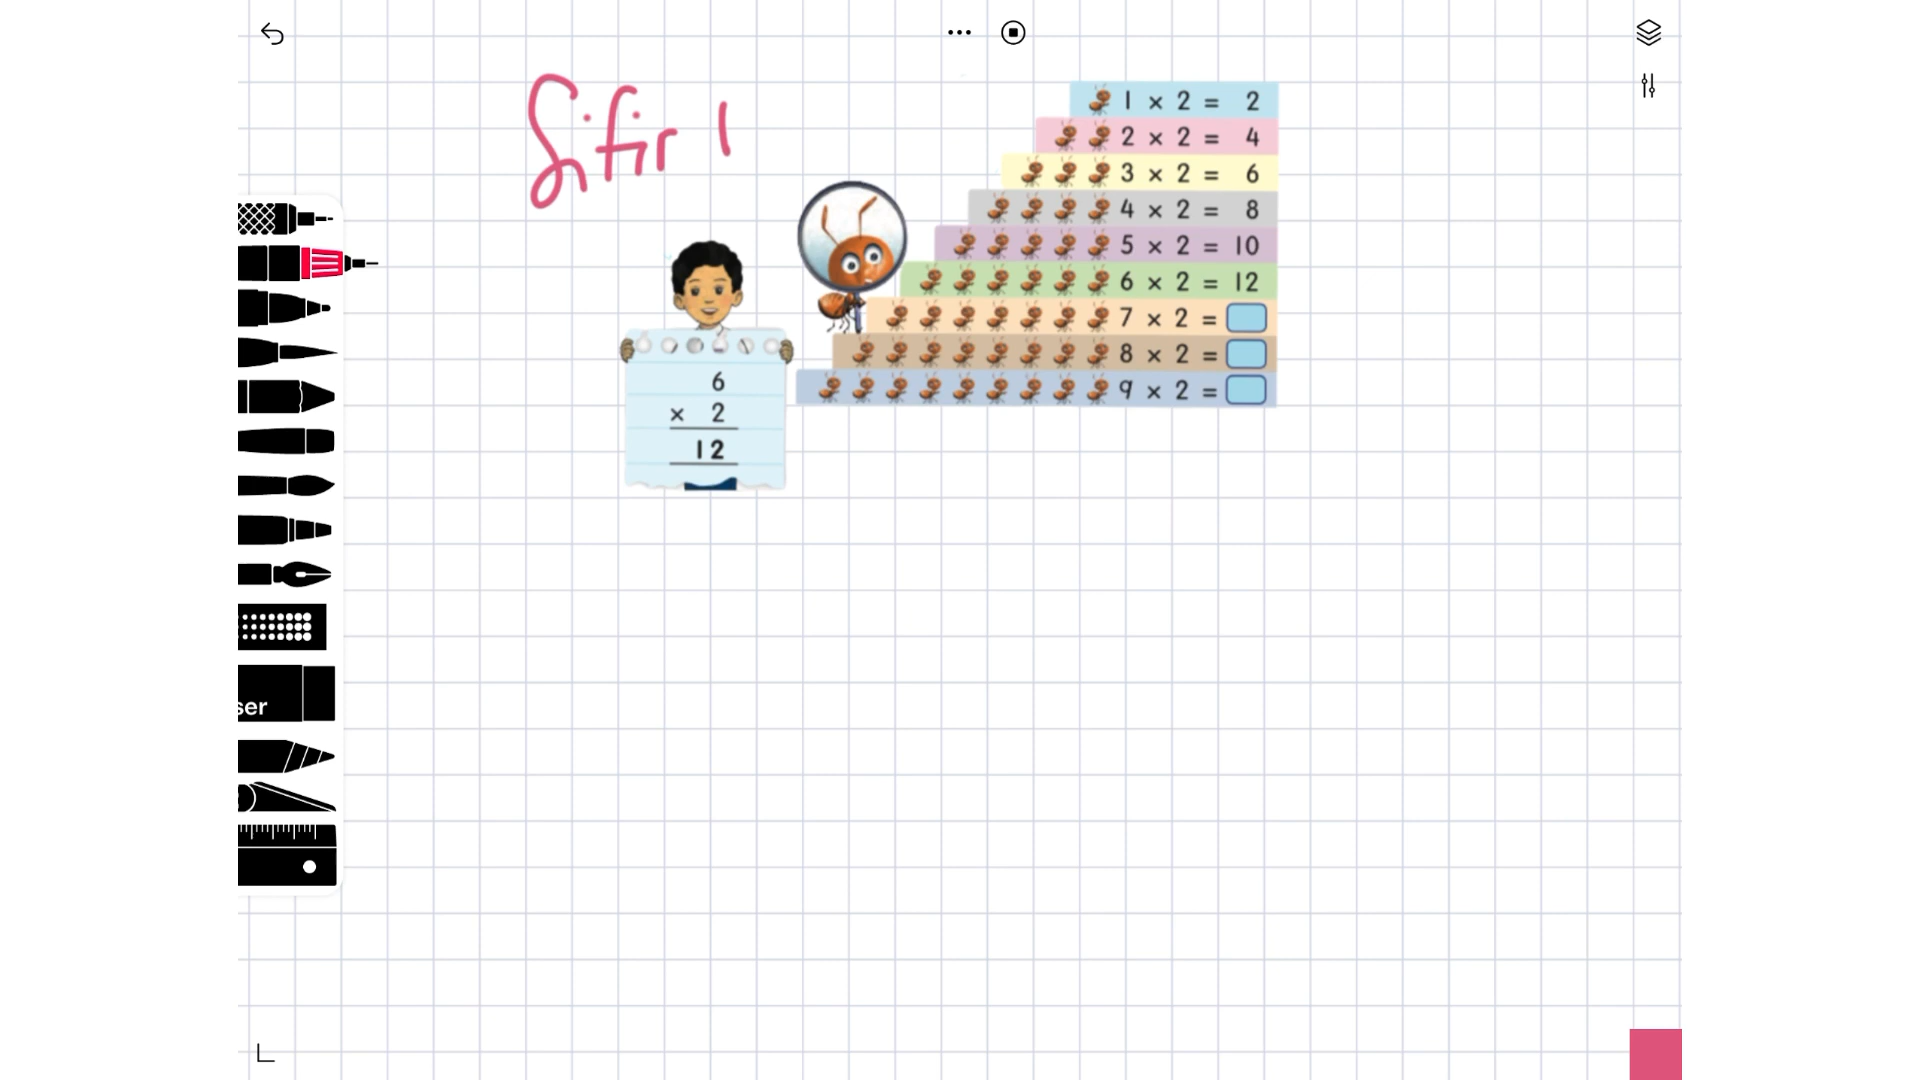 Sifir 1
1 × 2 = 2
2 × 2 = 4
3 × 2 = 6
4 × 2 = 8
5 × 2 = 10
6 × 2 = 12
7 × 2 =
8 × 2 =
9 × 2 =
6
× 2
12
ser